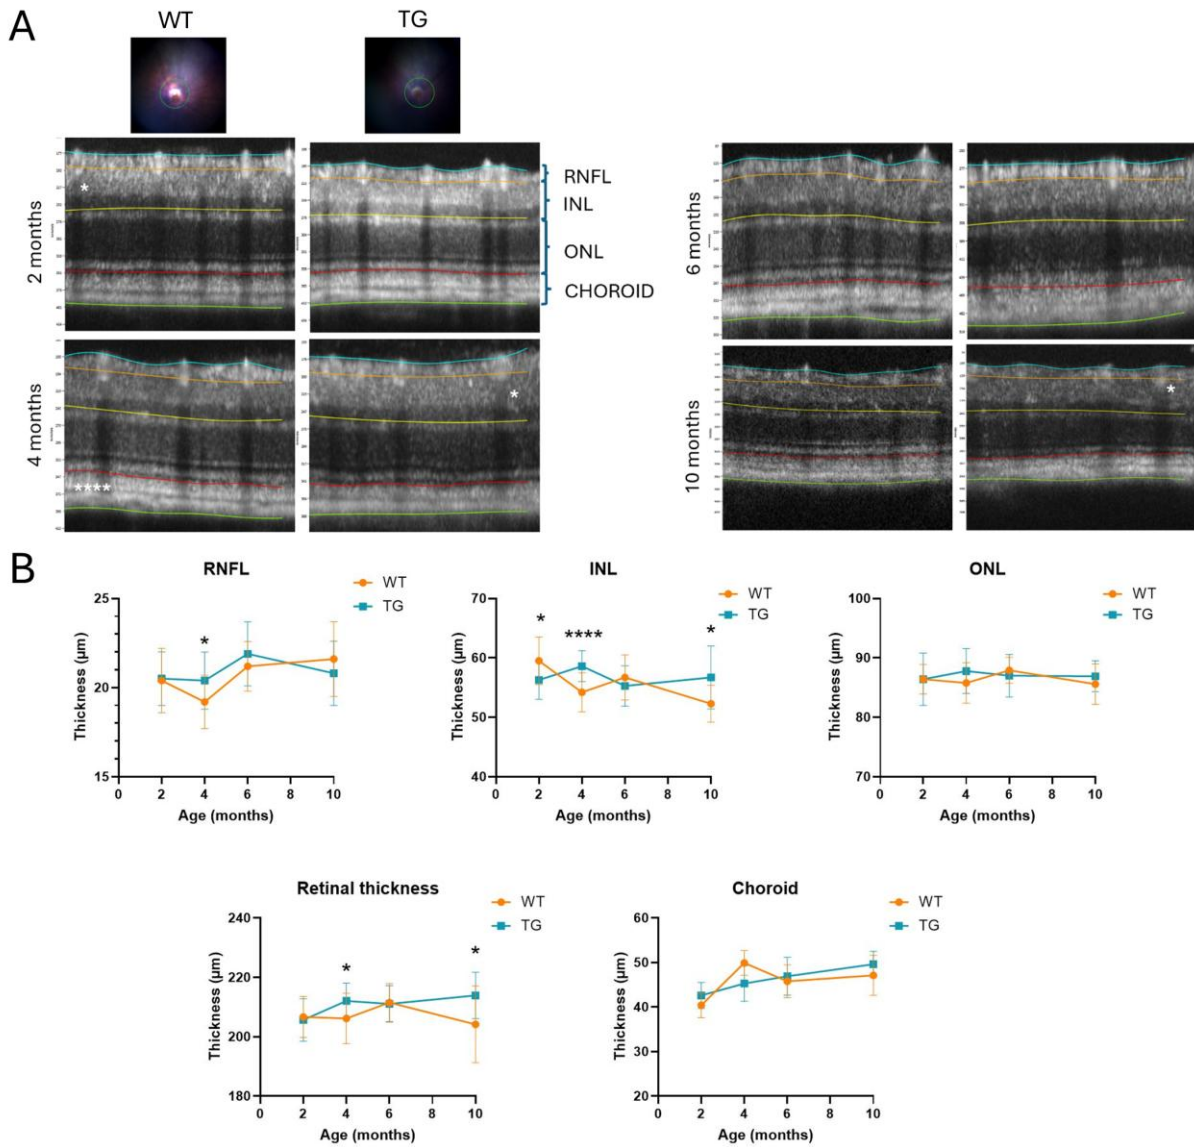 A
WT
TG
2 months
RNFL
INL
ONL
CHOROID
*
4 months
*
****
6 months
10 months
*
B
RNFL
WT
TG
Thickness (µm)
25
20
15
*
0 2 4 6 8 10
Age (months)
INL
WT
TG
Thickness (µm)
70
60
50
40
*
****
*
0 2 4 6 8 10
Age (months)
ONL
WT
TG
Thickness (µm)
100
90
80
70
0 2 4 6 8 10
Age (months)
Retinal thickness
WT
TG
Thickness (µm)
240
220
200
180
*
*
0 2 4 6 8 10
Age (months)
Choroid
WT
TG
Thickness (µm)
60
50
40
30
20
0 2 4 6 8 10
Age (months)